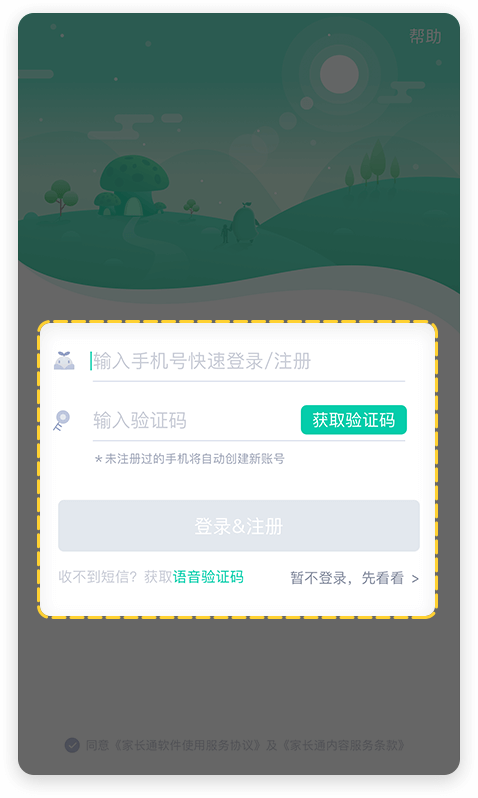 帮助
输入手机号快速登录/注册
输入验证码
获取验证码
*未注册过的手机将自动创建新账号
登录&注册
收不到短信？获取语音验证码
暂不登录，先看看 >
同意《家长通软件使用服务协议》及《家长通内容服务条款》